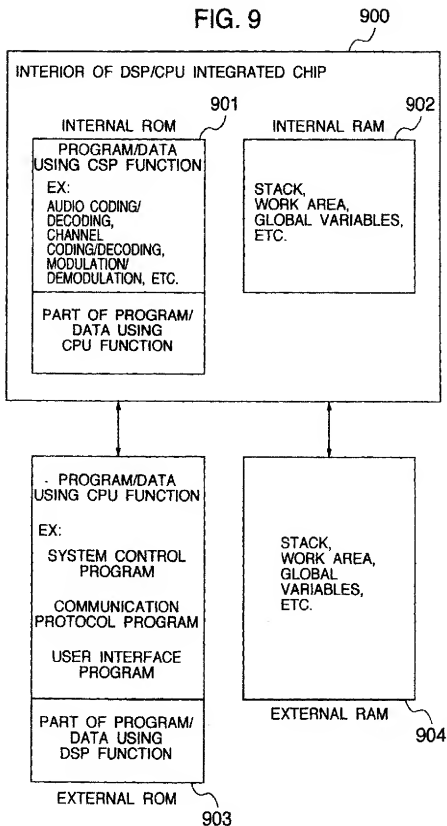 FIG. 9
900
INTERIOR OF DSP/CPU INTEGRATED CHIP
901
INTERNAL ROM
PROGRAM/DATA
USING CSP FUNCTION
EX:
AUDIO CODING/
DECODING,
CHANNEL
CODING/DECODING,
MODULATION/
DEMODULATION, ETC.
PART OF PROGRAM/
DATA USING
CPU FUNCTION
902
INTERNAL RAM
STACK,
WORK AREA,
GLOBAL VARIABLES,
ETC.
PROGRAM/DATA
USING CPU FUNCTION
EX:
SYSTEM CONTROL
PROGRAM
COMMUNICATION
PROTOCOL PROGRAM
USER INTERFACE
PROGRAM
PART OF PROGRAM/
DATA USING
DSP FUNCTION
EXTERNAL ROM
903
STACK,
WORK AREA,
GLOBAL
VARIABLES,
ETC.
EXTERNAL RAM
904